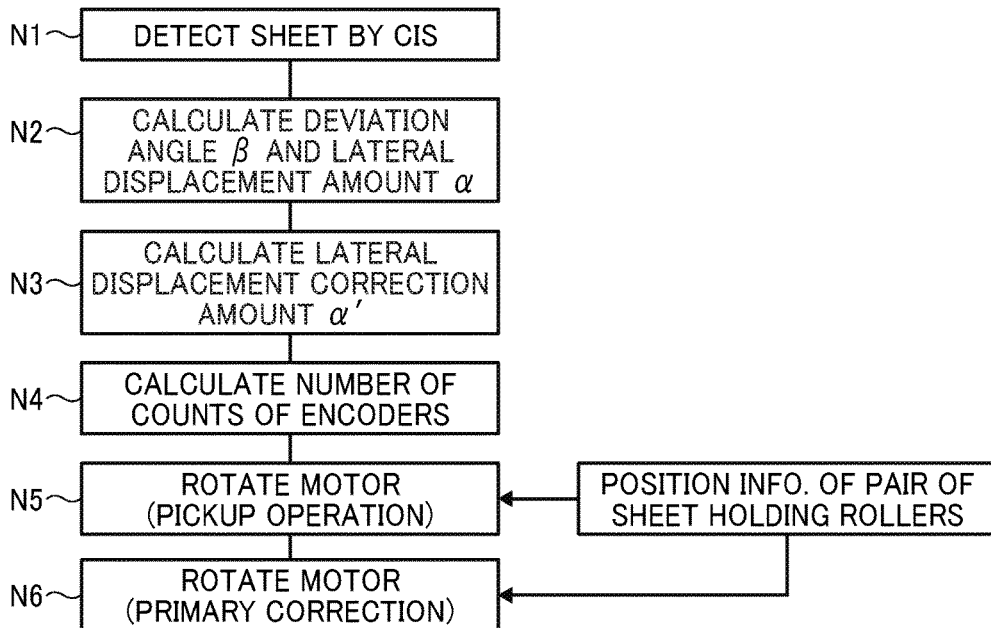 N1
DETECT SHEET BY CIS
N2
CALCULATE DEVIATION
ANGLE β AND LATERAL
DISPLACEMENT AMOUNT α
N3
CALCULATE LATERAL
DISPLACEMENT CORRECTION
AMOUNT α′
N4
CALCULATE NUMBER OF
COUNTS OF ENCODERS
N5
ROTATE MOTOR
(PICKUP OPERATION)
POSITION INFO. OF PAIR OF
SHEET HOLDING ROLLERS
N6
ROTATE MOTOR
(PRIMARY CORRECTION)